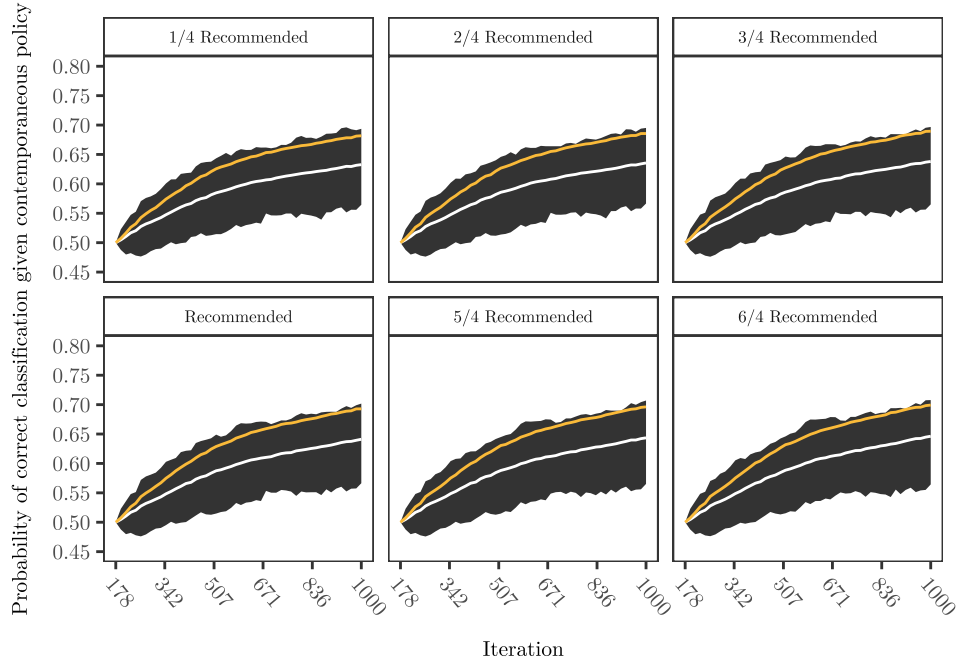 Probability of correct classification given contemporaneous policy
1/4 Recommended
2/4 Recommended
3/4 Recommended
0.80
0.75
0.70
0.65
0.60
0.55
0.50
0.45
Recommended
5/4 Recommended
6/4 Recommended
0.80
0.75
0.70
0.65
0.60
0.55
0.50
0.45
178 342 507 671 836 1000
178 342 507 671 836 1000
178 342 507 671 836 1000
Iteration